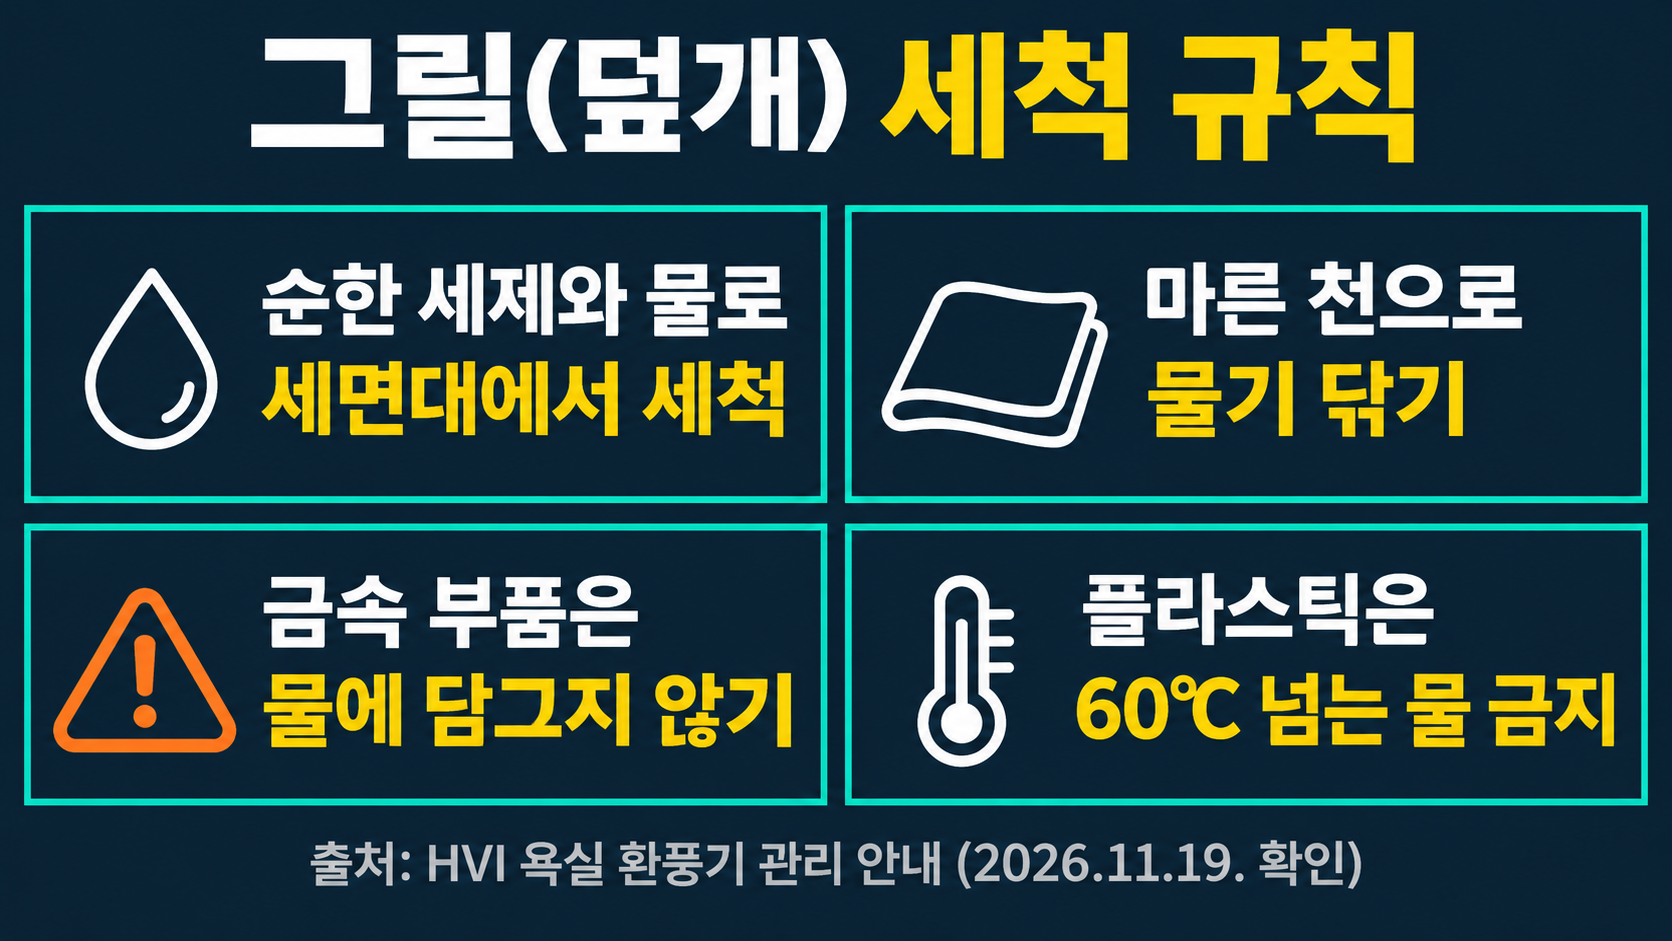 그릴(덮개) 세척 규칙
순한 세제와 물로
세면대에서 세척
마른 천으로
물기 닦기
금속 부품은
물에 담그지 않기
플라스틱은
60℃ 넘는 물 금지
출처: HVI 욕실 환풍기 관리 안내 (2026.11.19. 확인)